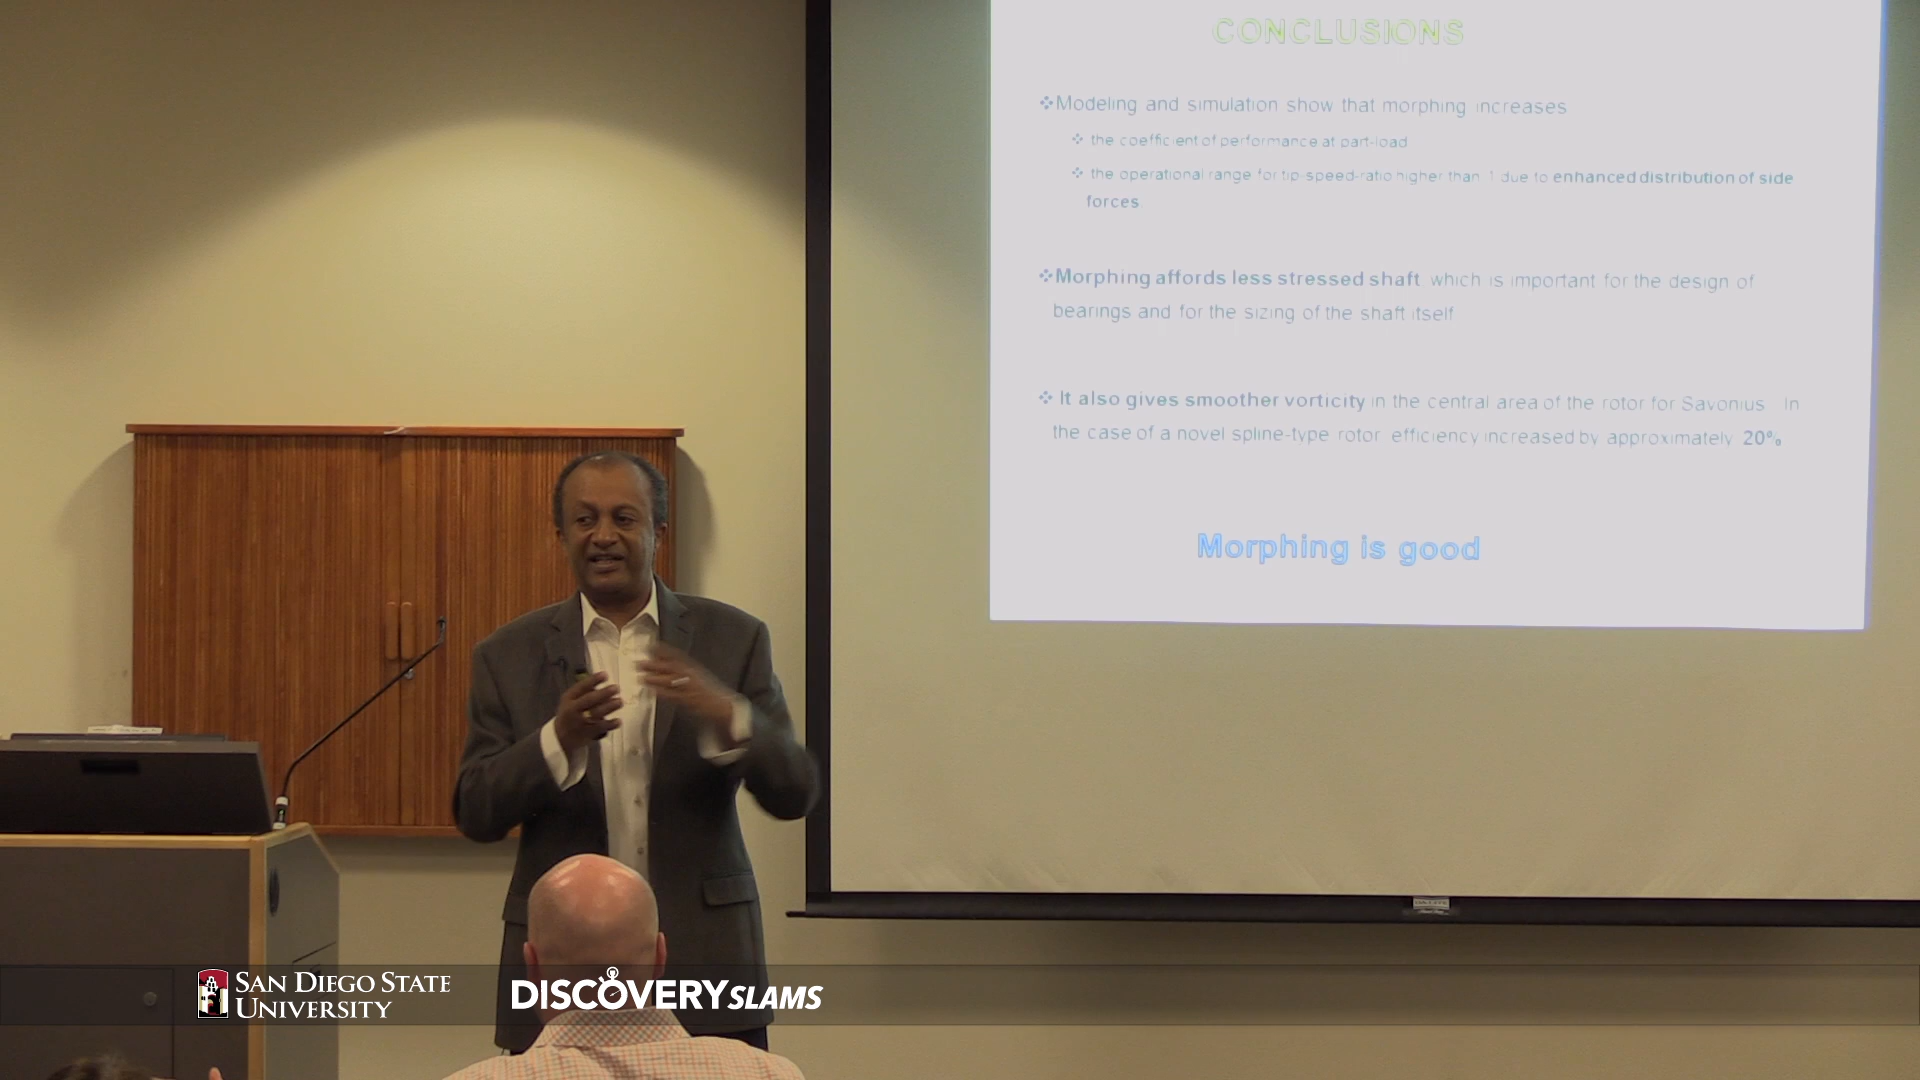 CONCLUSIONS
❖Modeling and simulation show that morphing increases
❖ the coefficient of performance at part-load
❖ the operational range for tip-speed-ratio higher than 1 due to enhanced distribution of side
forces
❖Morphing affords less stressed shaft which is important for the design of
bearings and for the sizing of the shaft itself
❖ It also gives smoother vorticity in the central area of the rotor for Savonius In
the case of a novel spline-type rotor efficiency increased by approximately 20%
Morphing is good
SAN DIEGO STATE
UNIVERSITY
DISCOVERY SLAMS